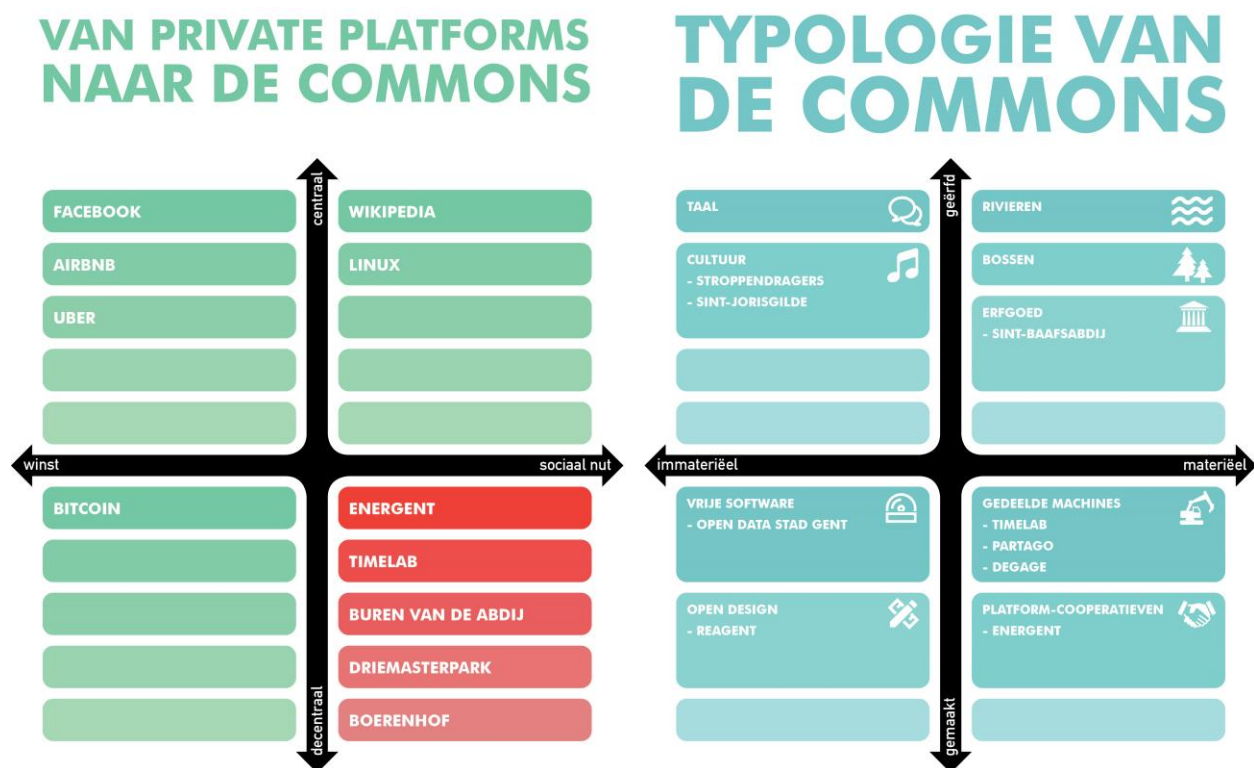 VAN PRIVATE PLATFORMS
NAAR DE COMMONS
centraal
FACEBOOK
AIRBNB
UBER
WIKIPEDIA
LINUX
winst
sociaal nut
BITCOIN
ENERGENT
TIMELAB
BUREN VAN DE ABDIJ
DRIEMASTERPARK
BOERENHOF
decentraal
TYPOLOGIE VAN
DE COMMONS
geërfd
TAAL
CULTUUR
- STROPPENDRAGERS
- SINT-JORISGILDE
RIVIEREN
BOSSEN
ERFGOED
- SINT-BAAFSABDIJ
immateriëel
materiëel
VRIJE SOFTWARE
- OPEN DATA STAD GENT
OPEN DESIGN
- REAGENT
GEDEELDE MACHINES
- TIMELAB
- PARTAGO
- DEGAGE
PLATFORM-COOPERATIEVEN
- ENERGENT
gemaakt